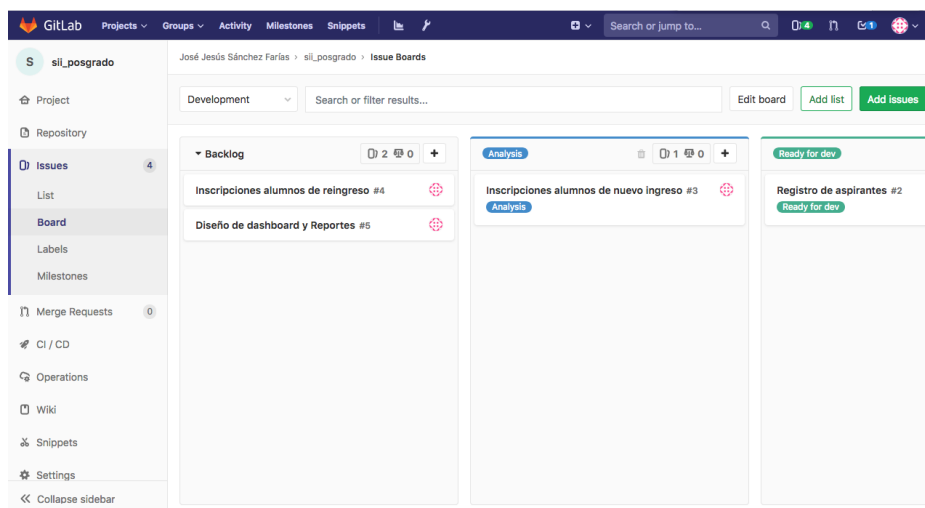 GitLab Projects Groups Activity Milestones Snippets Search or jump to... 4 1
S sii_posgrado
José Jesús Sánchez Farías › sii_posgrado › Issue Boards
Project
Repository
Issues 4
List
Board
Labels
Milestones
Merge Requests 0
CI / CD
Operations
Wiki
Snippets
Settings
Collapse sidebar
Development Search or filter results... Edit board Add list Add issues
Backlog 2 0 +
Inscripciones alumnos de reingreso #4
Diseño de dashboard y Reportes #5
Analysis 1 0 +
Inscripciones alumnos de nuevo ingreso #3
Analysis
Ready for dev
Registro de aspirantes #2
Ready for dev